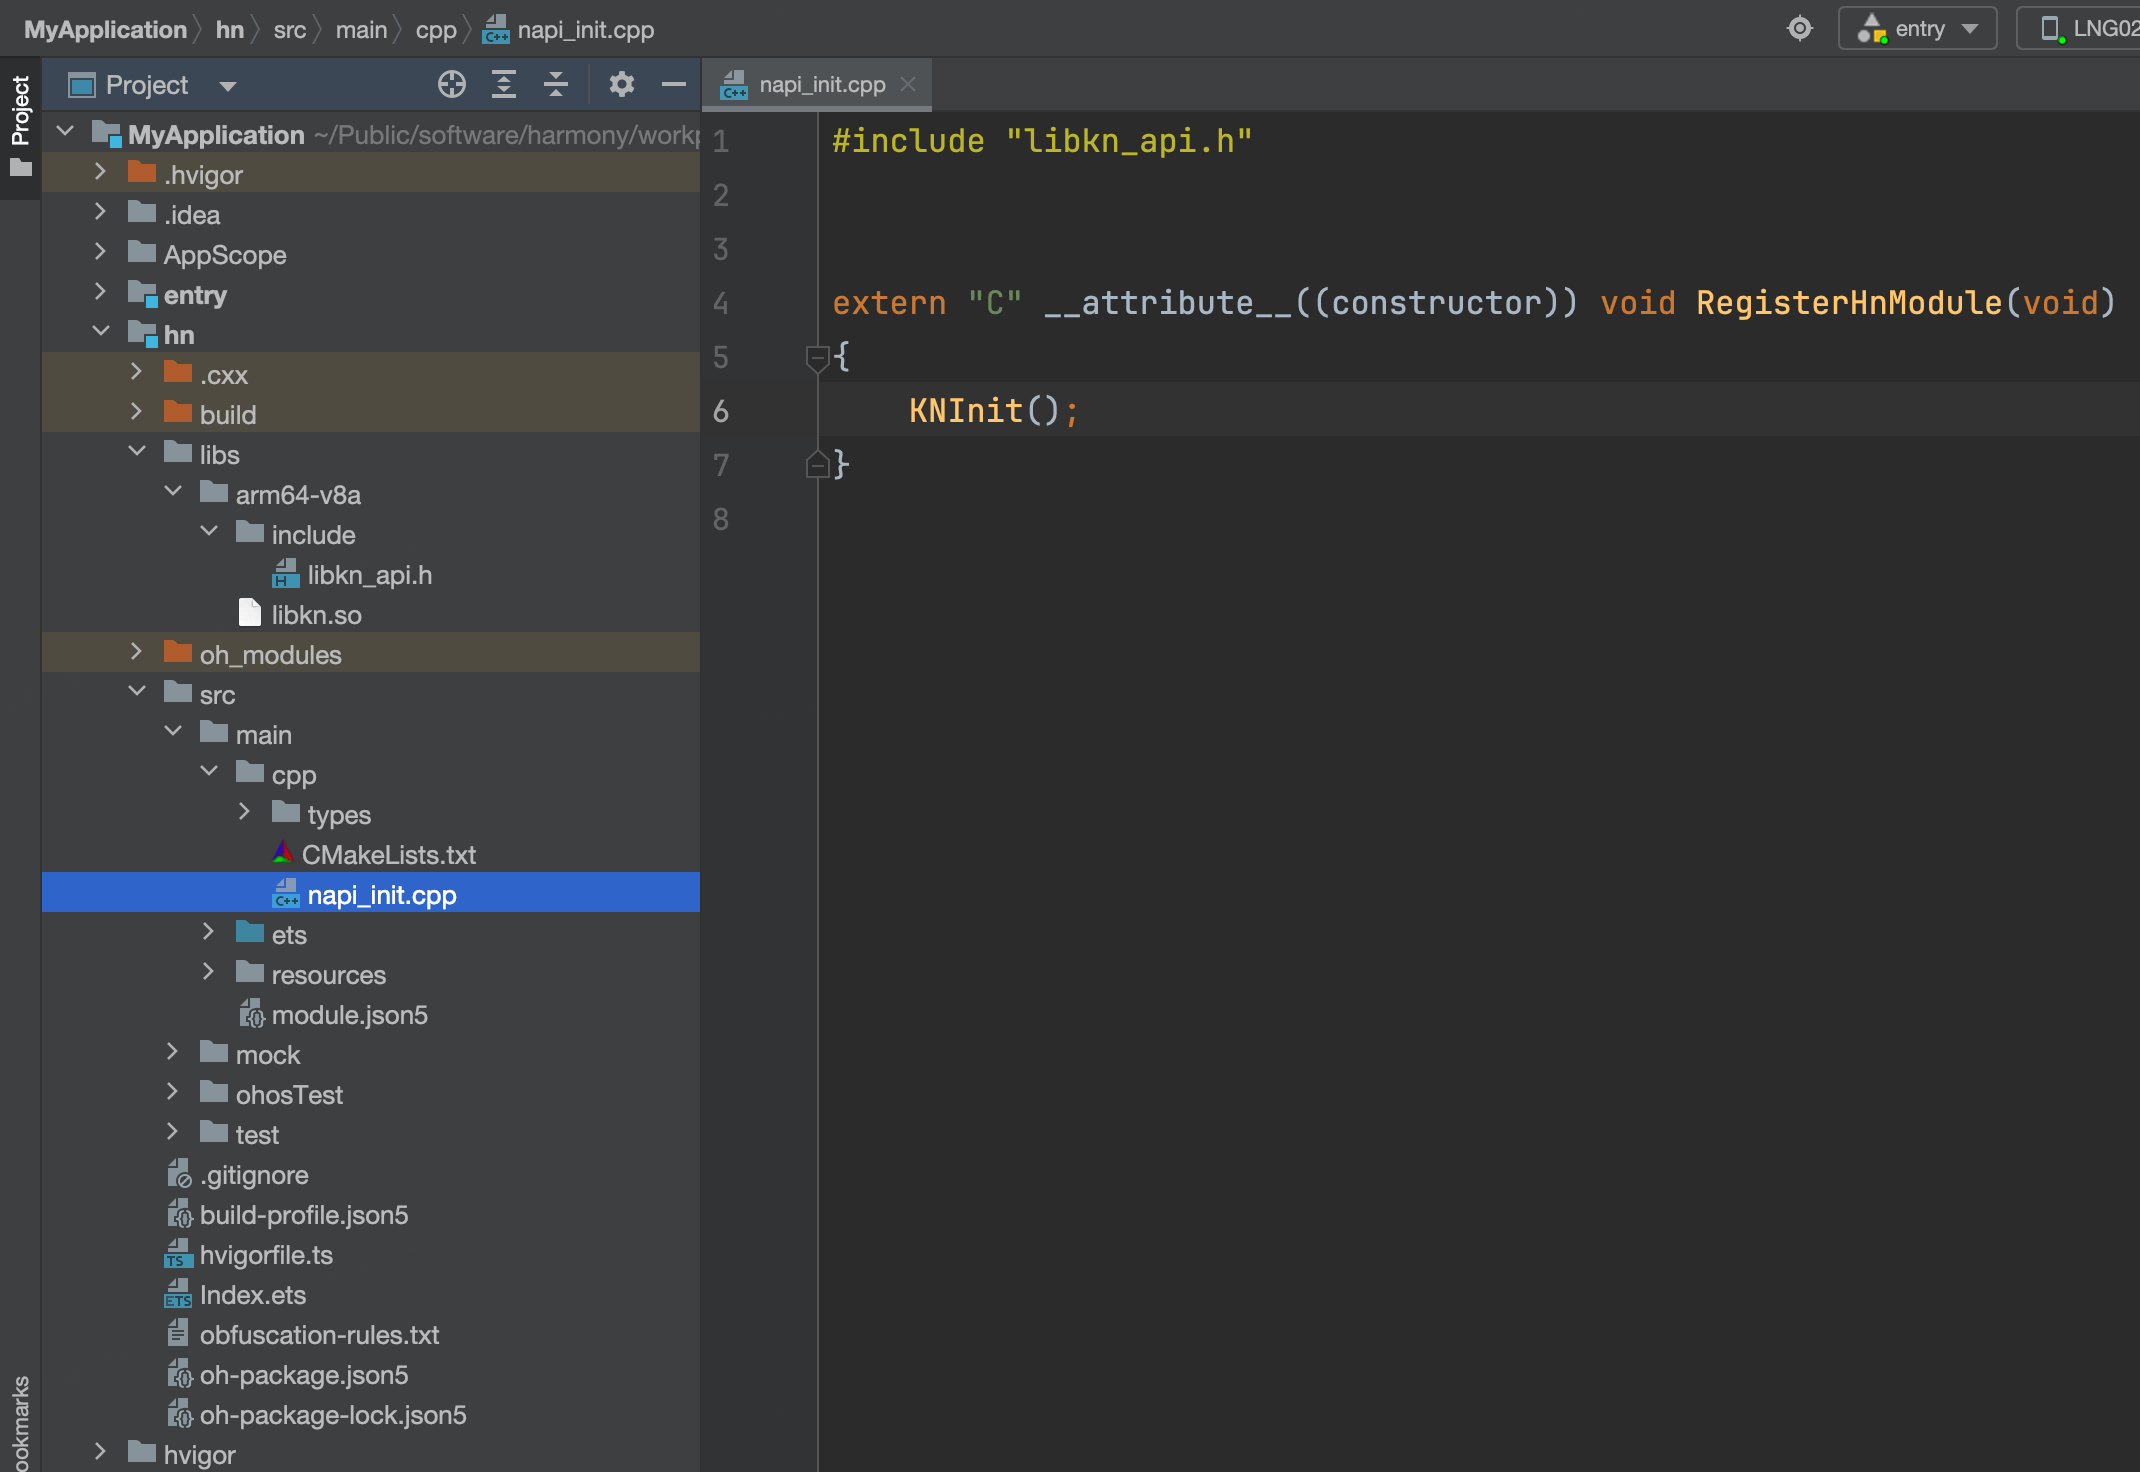 MyApplication hn src main cpp napi_init.cpp
entry
LNG02
Project
Project
napi_init.cpp
MyApplication ~/Public/software/harmony/work
.hvigor
.idea
AppScope
entry
hn
.cxx
build
libs
arm64-v8a
include
libkn_api.h
libkn.so
oh_modules
src
main
cpp
types
CMakeLists.txt
napi_init.cpp
ets
resources
module.json5
mock
ohosTest
test
.gitignore
build-profile.json5
hvigorfile.ts
Index.ets
obfuscation-rules.txt
oh-package.json5
oh-package-lock.json5
hvigor
ookmarks
1 #include "libkn_api.h"
2
3
4 extern "C" __attribute__((constructor)) void RegisterHnModule(void)
5 {
6     KNInit();
7 }
8